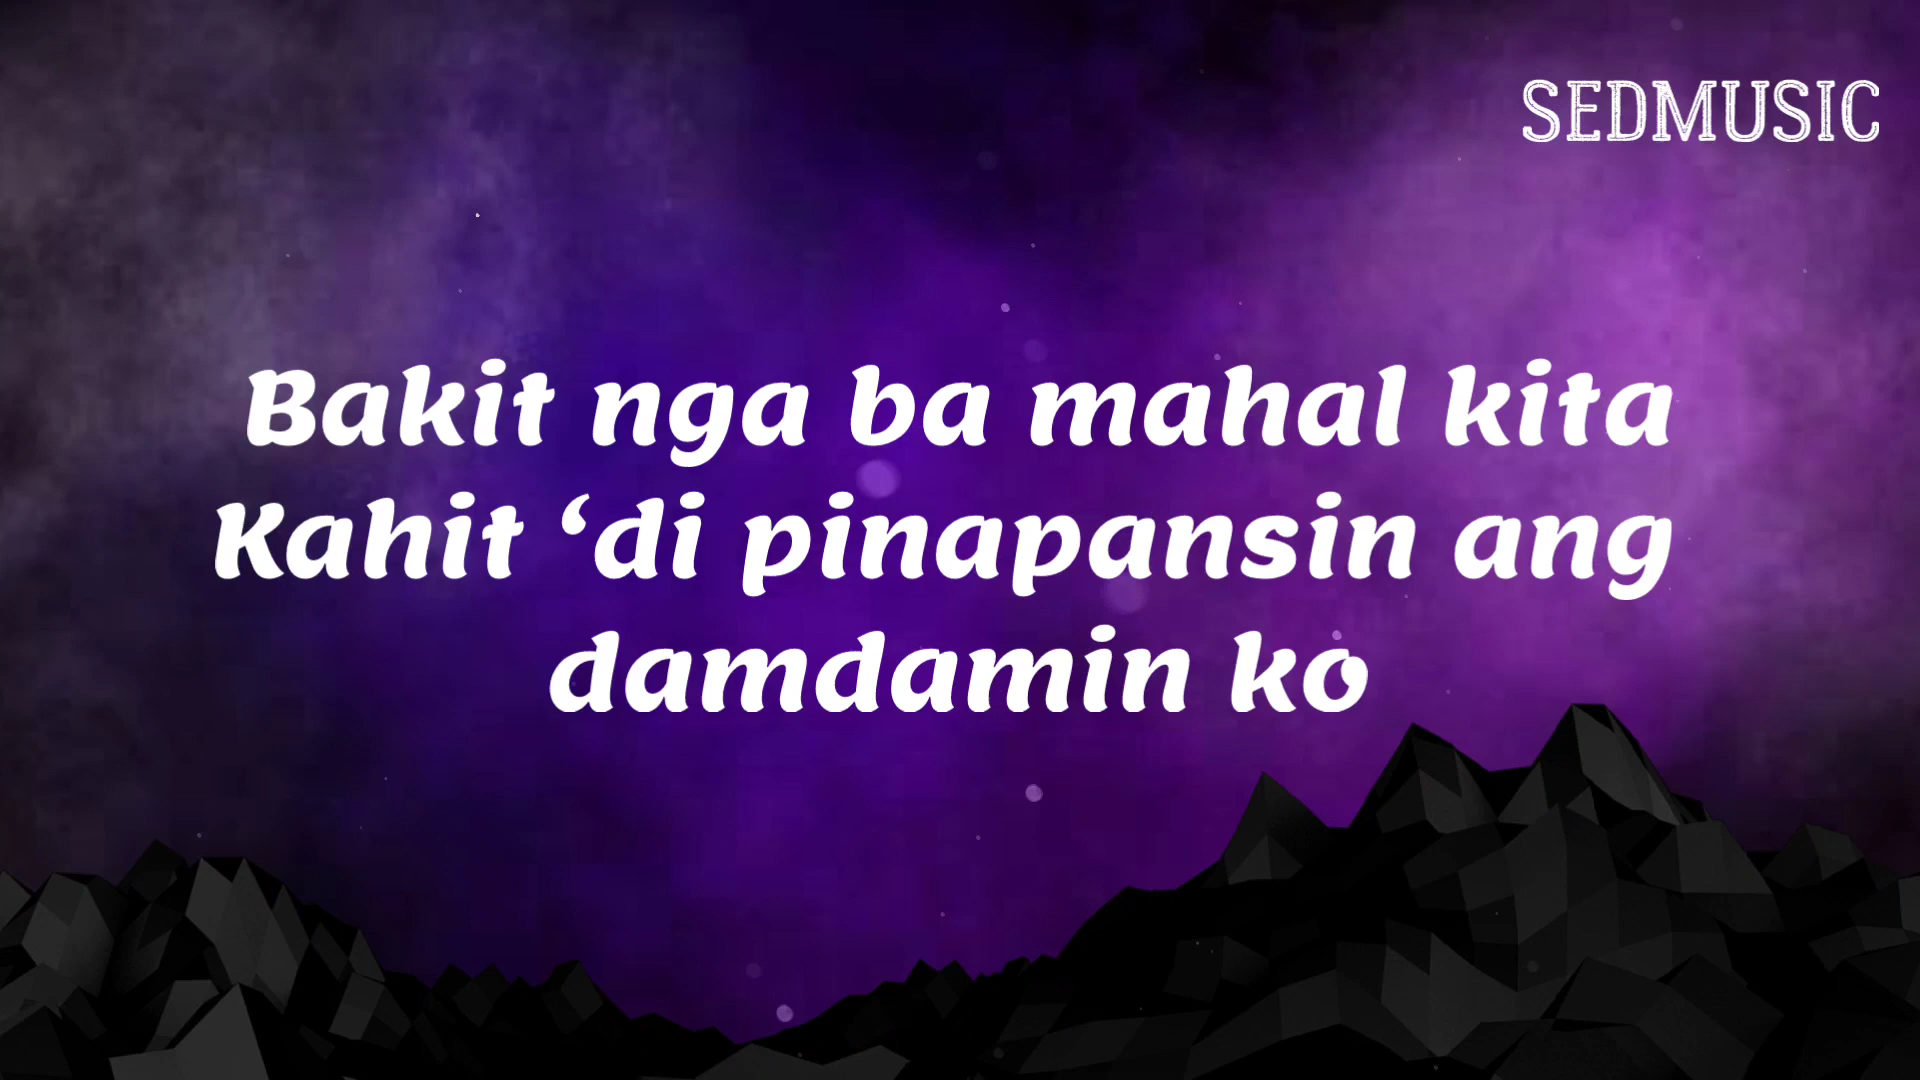 SEDMUSIC
Bakit nga ba mahal kita
Kahit ‘di pinapansin ang
damdamin ko